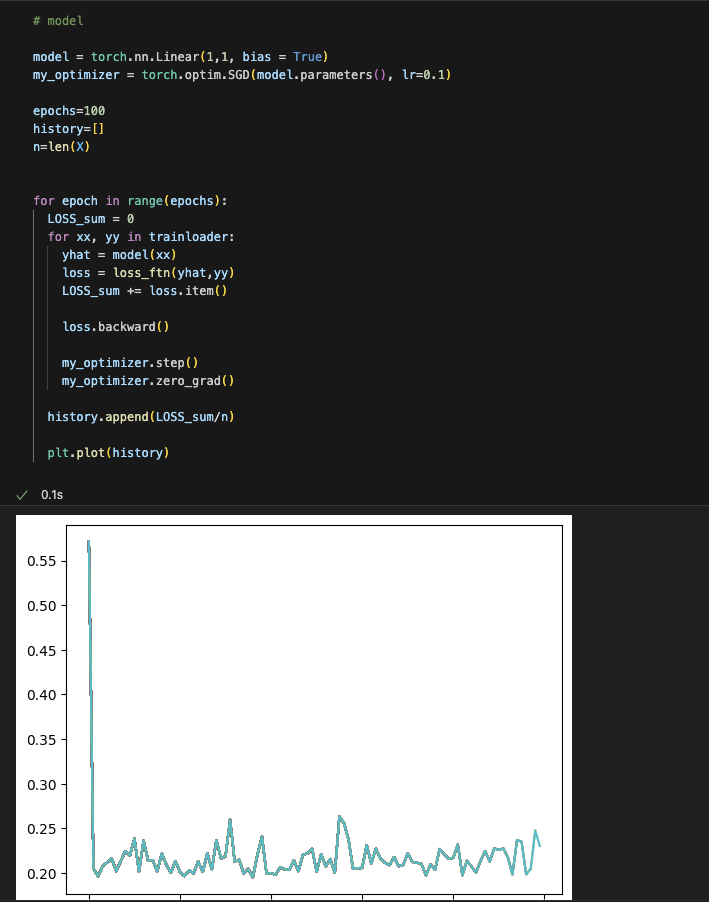 # model
model = torch.nn.Linear(1,1, bias = True)
my_optimizer = torch.optim.SGD(model.parameters(), lr=0.1)
epochs=100
history=[]
n=len(X)
for epoch in range(epochs):
LOSS_sum = 0
for xx, yy in trainloader:
yhat = model(xx)
loss = loss_ftn(yhat,yy)
LOSS_sum += loss.item()
loss.backward()
my_optimizer.step()
my_optimizer.zero_grad()
history.append(LOSS_sum/n)
plt.plot(history)
0.1s
0.55
0.50
0.45
0.40
0.35
0.30
0.25
0.20